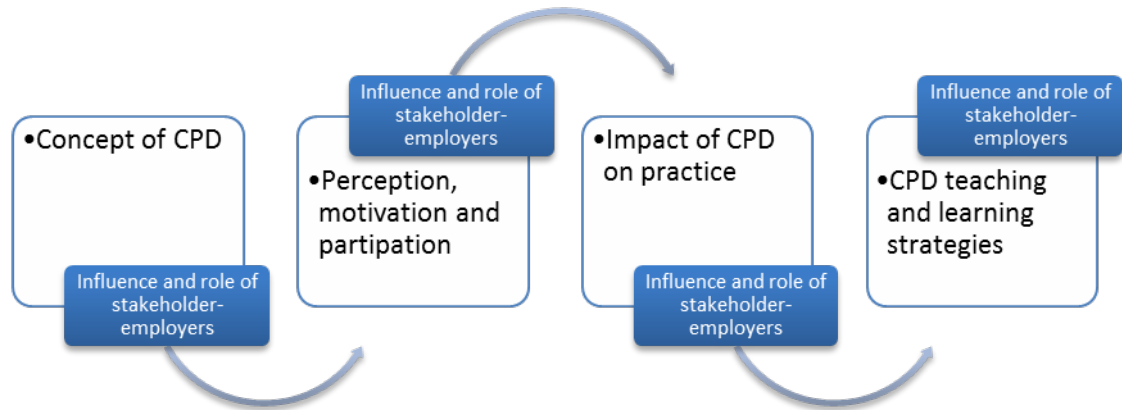 •Concept of CPD
Influence and role of
stakeholder-
employers
Influence and role of
stakeholder-
employers
•Perception,
motivation and
partipation
•Impact of CPD
on practice
Influence and role of
stakeholder-
employers
Influence and role of
stakeholder-
employers
•CPD teaching
and learning
strategies